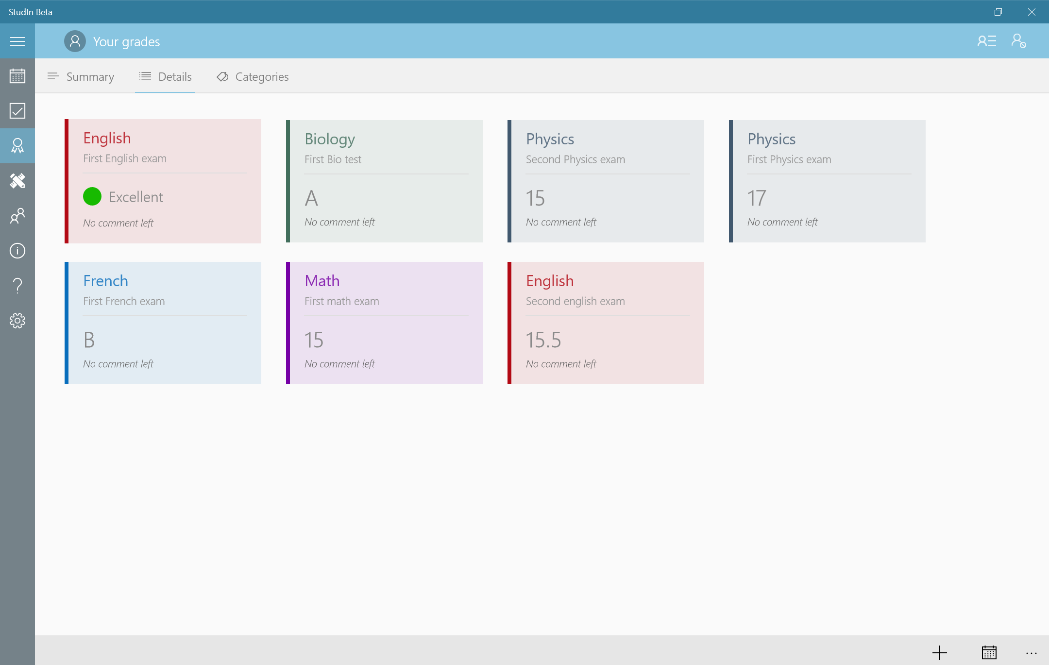 StudIn Beta
Your grades
Summary
Details
Categories
English
First English exam
Excellent
No comment left
Biology
First Bio test
A
No comment left
Physics
Second Physics exam
15
No comment left
Physics
First Physics exam
17
No comment left
French
First French exam
B
No comment left
Math
First math exam
15
No comment left
English
Second english exam
15.5
No comment left